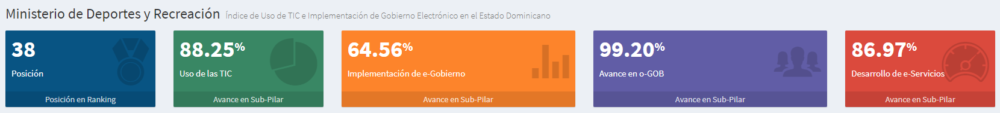 Ministerio de Deportes y Recreación Índice de Uso de TIC e Implementación de Gobierno Electrónico en el Estado Dominicano
38
Posición
Posición en Ranking
88.25%
Uso de las TIC
Avance en Sub-Pilar
64.56%
Implementación de e-Gobierno
Avance en Sub-Pilar
99.20%
Avance en o-GOB
Avance en Sub-Pilar
86.97%
Desarrollo de e-Servicios
Avance en Sub-Pilar